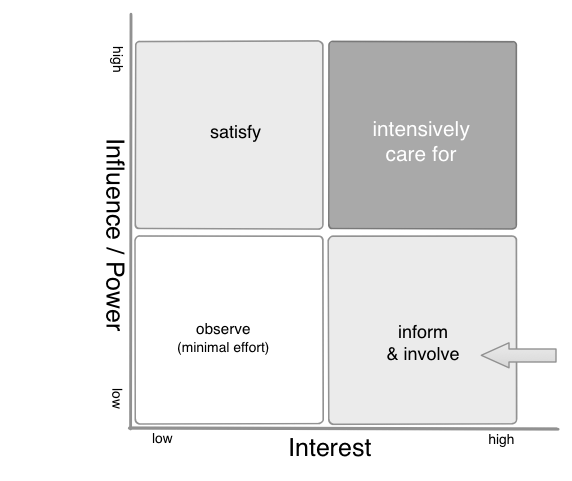 high
satisfy
intensively
care for
Influence / Power
observe
(minimal effort)
inform
& involve
low
low
Interest
high